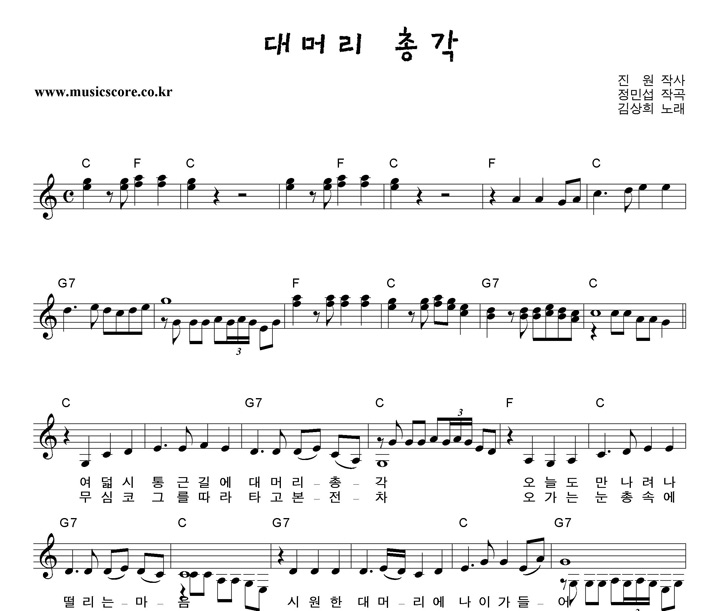 대머리 총각
www.musicscore.co.kr
진 원 작사
정민섭 작곡
김상희 노래
C F C F C F C
G7 F C G7 C
3
C G7 C F C
3
여 덟 시 통 근 길 에 대 머 리 - 총 - 각 오 늘 도 만 나 려 나
무 심 코 그 를 따 라 타 고 본 - 전 - 차 오 가 는 눈 총 속 에
G7 C G7 C G7
떨 리 는 - 마 - 음 시 원 한 대 머 리 에 나 이 가 들 - 어